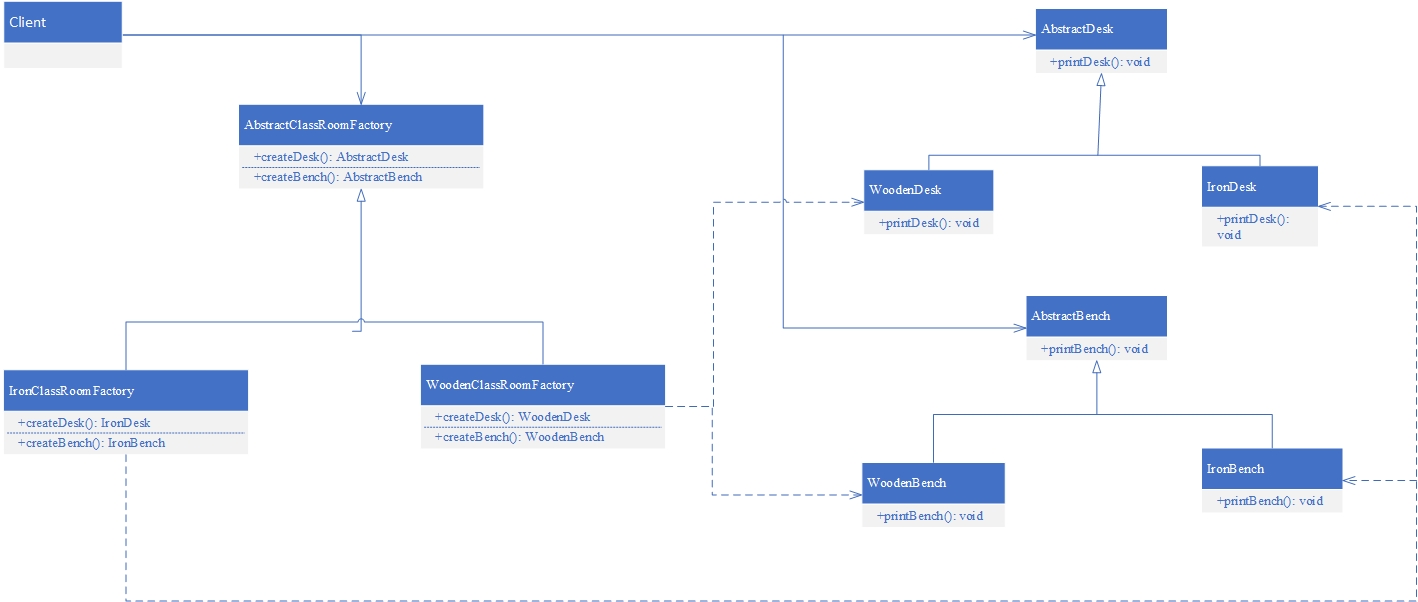 Client
AbstractDesk
+printDesk(): void
AbstractClassRoomFactory
+createDesk(): AbstractDesk
+createBench(): AbstractBench
WoodenDesk
+printDesk(): void
IronDesk
+printDesk():
void
AbstractBench
+printBench(): void
IronClassRoomFactory
+createDesk(): IronDesk
+createBench(): IronBench
WoodenClassRoomFactory
+createDesk(): WoodenDesk
+createBench(): WoodenBench
WoodenBench
+printBench(): void
IronBench
+printBench(): void